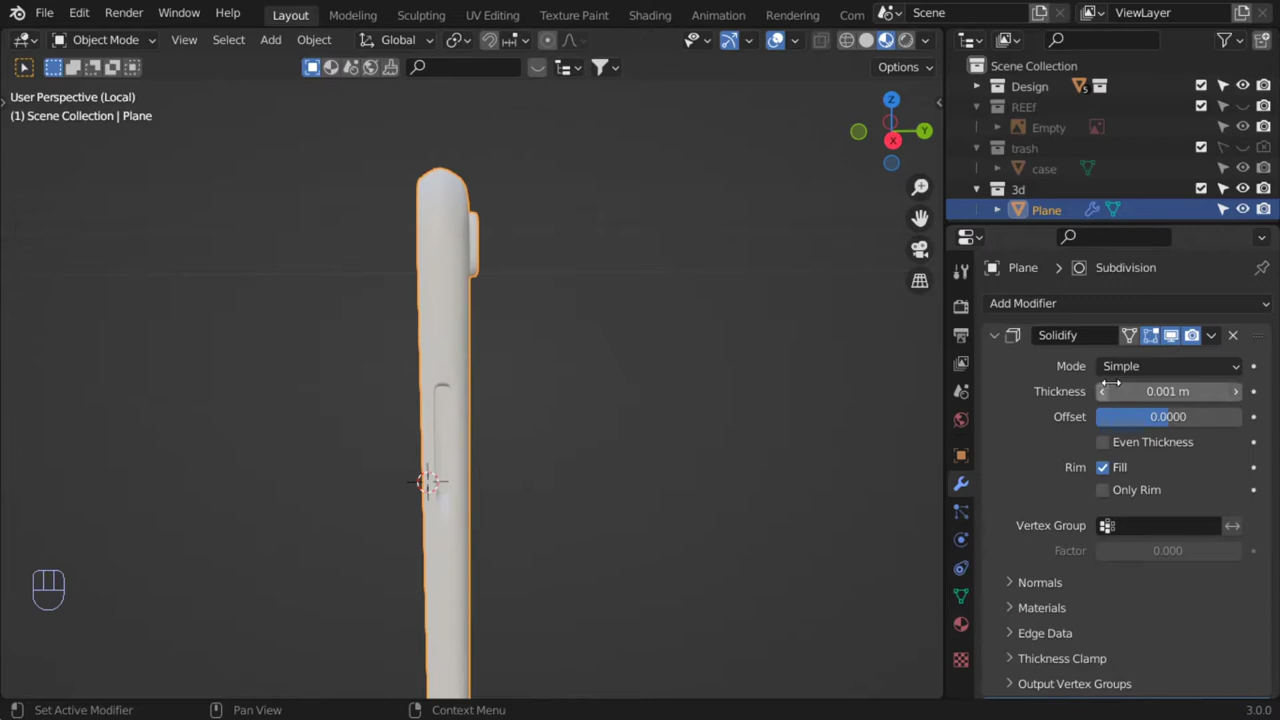 File Edit Render Window Help Layout Modeling Sculpting UV Editing Texture Paint Shading Animation Rendering Com Scene ViewLayer
Object Mode View Select Add Object Global
Options
User Perspective (Local)
(1) Scene Collection | Plane
Z
Y
X
Scene Collection
Design 5
REEf
Empty
trash
case
3d
Plane
Plane > Subdivision
Add Modifier
Solidify
Mode Simple
Thickness 0.001 m
Offset 0.0000
Even Thickness
Rim Fill
Only Rim
Vertex Group
Factor 0.000
Normals
Materials
Edge Data
Thickness Clamp
Output Vertex Groups
Set Active Modifier Pan View Context Menu 3.0.0